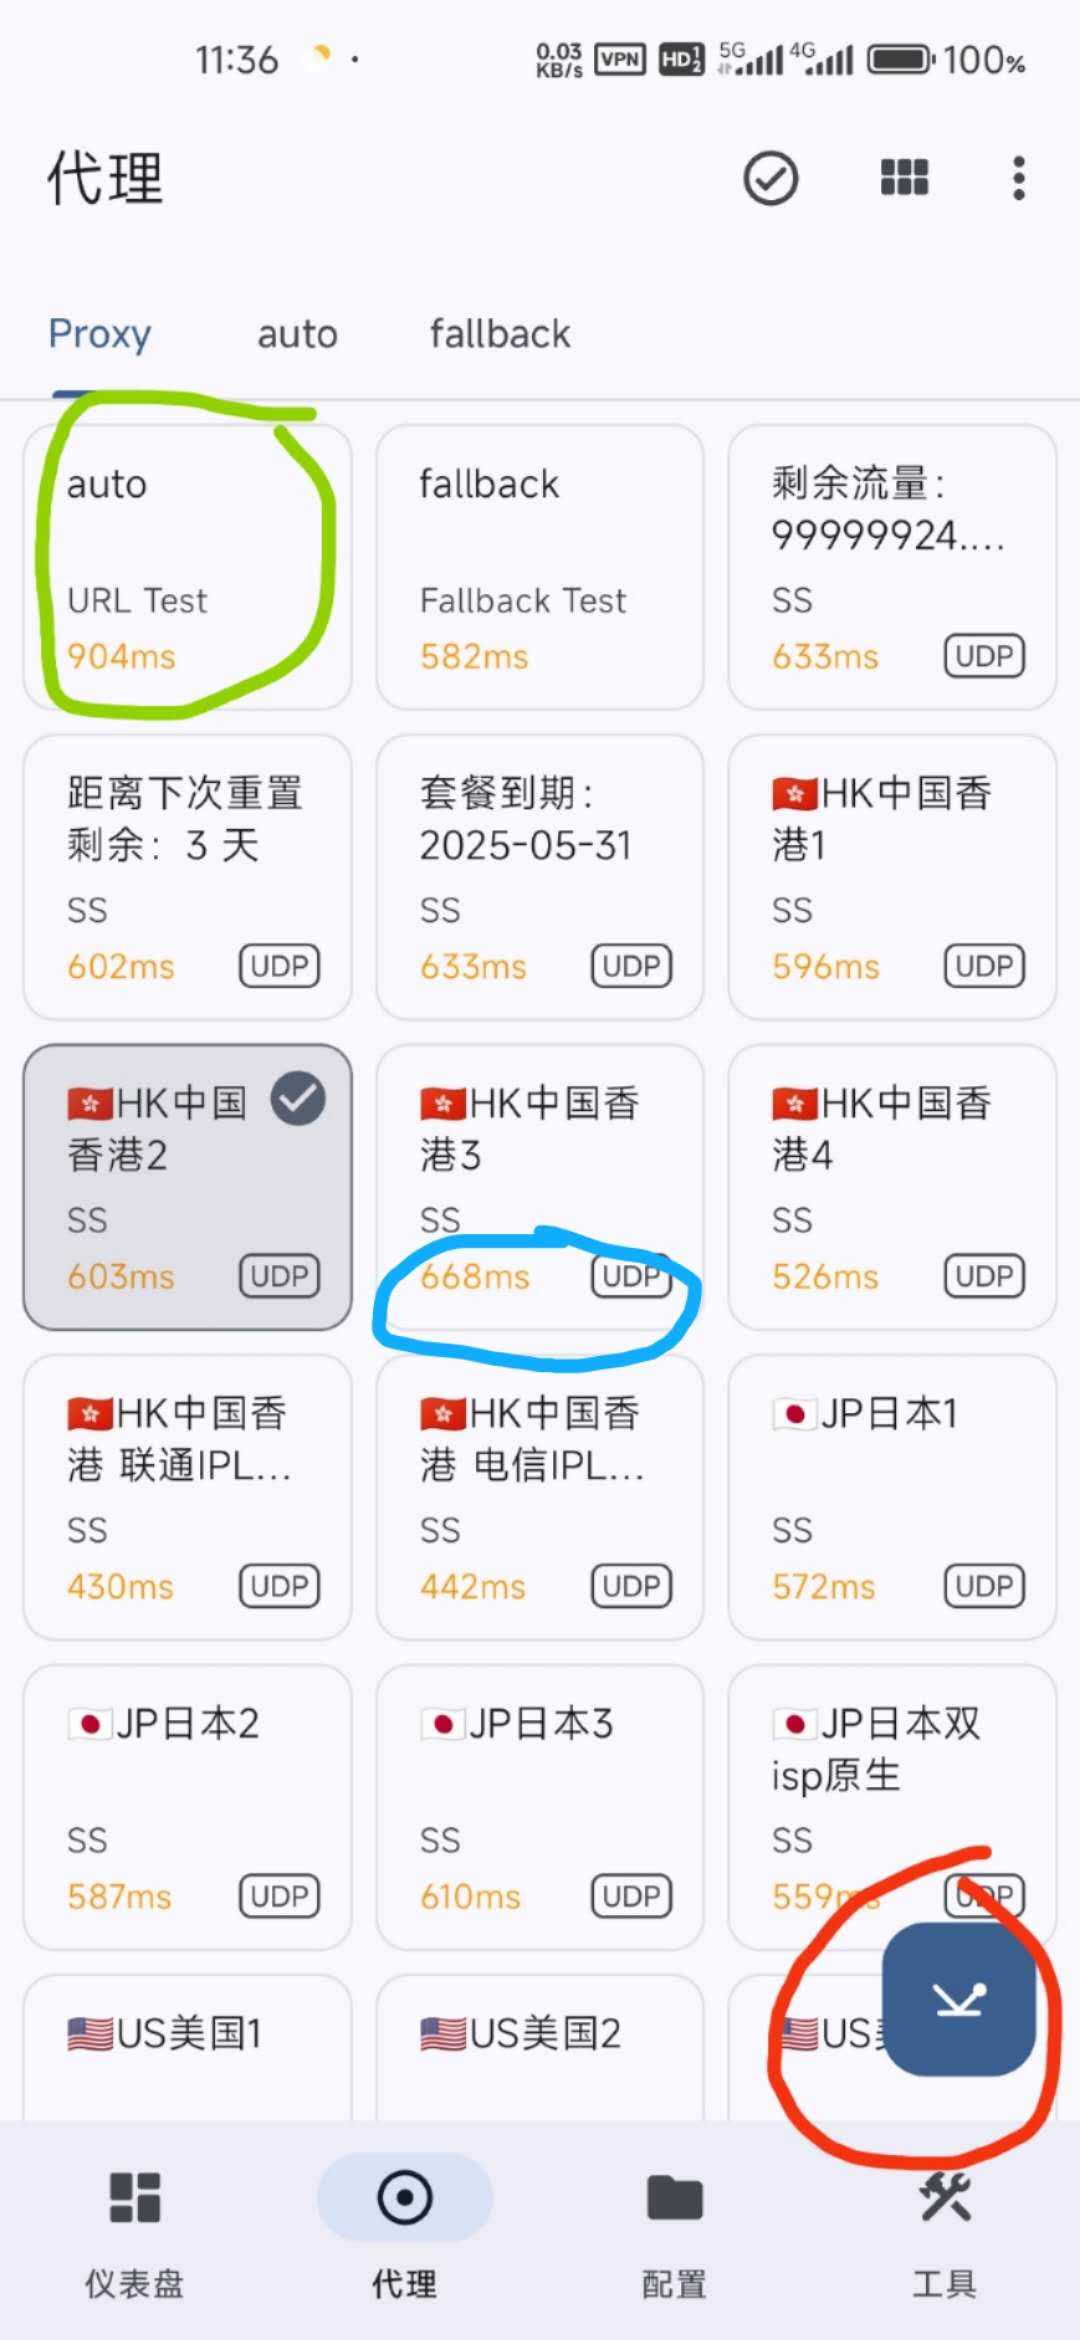 11:36
0.03 KB/s VPN HD 1 2 5G 4G 100%
代理
Proxy auto fallback
auto
URL Test
904ms
fallback
Fallback Test
582ms
剩余流量：
99999924....
SS
633ms UDP
距离下次重置
剩余：3 天
SS
602ms UDP
套餐到期：
2025-05-31
SS
633ms UDP
🇭🇰HK中国香
港1
SS
596ms UDP
🇭🇰HK中国
香港2
SS
603ms UDP
🇭🇰HK中国香
港3
SS
668ms UDP
🇭🇰HK中国香
港4
SS
526ms UDP
🇭🇰HK中国香
港 联通IPL...
SS
430ms UDP
🇭🇰HK中国香
港 电信IPL...
SS
442ms UDP
🇯🇵JP日本1
SS
572ms UDP
🇯🇵JP日本2
SS
587ms UDP
🇯🇵JP日本3
SS
610ms UDP
🇯🇵JP日本双
isp原生
SS
559ms UDP
🇺🇸US美国1
🇺🇸US美国2
🇺🇸US
仪表盘 代理 配置 工具